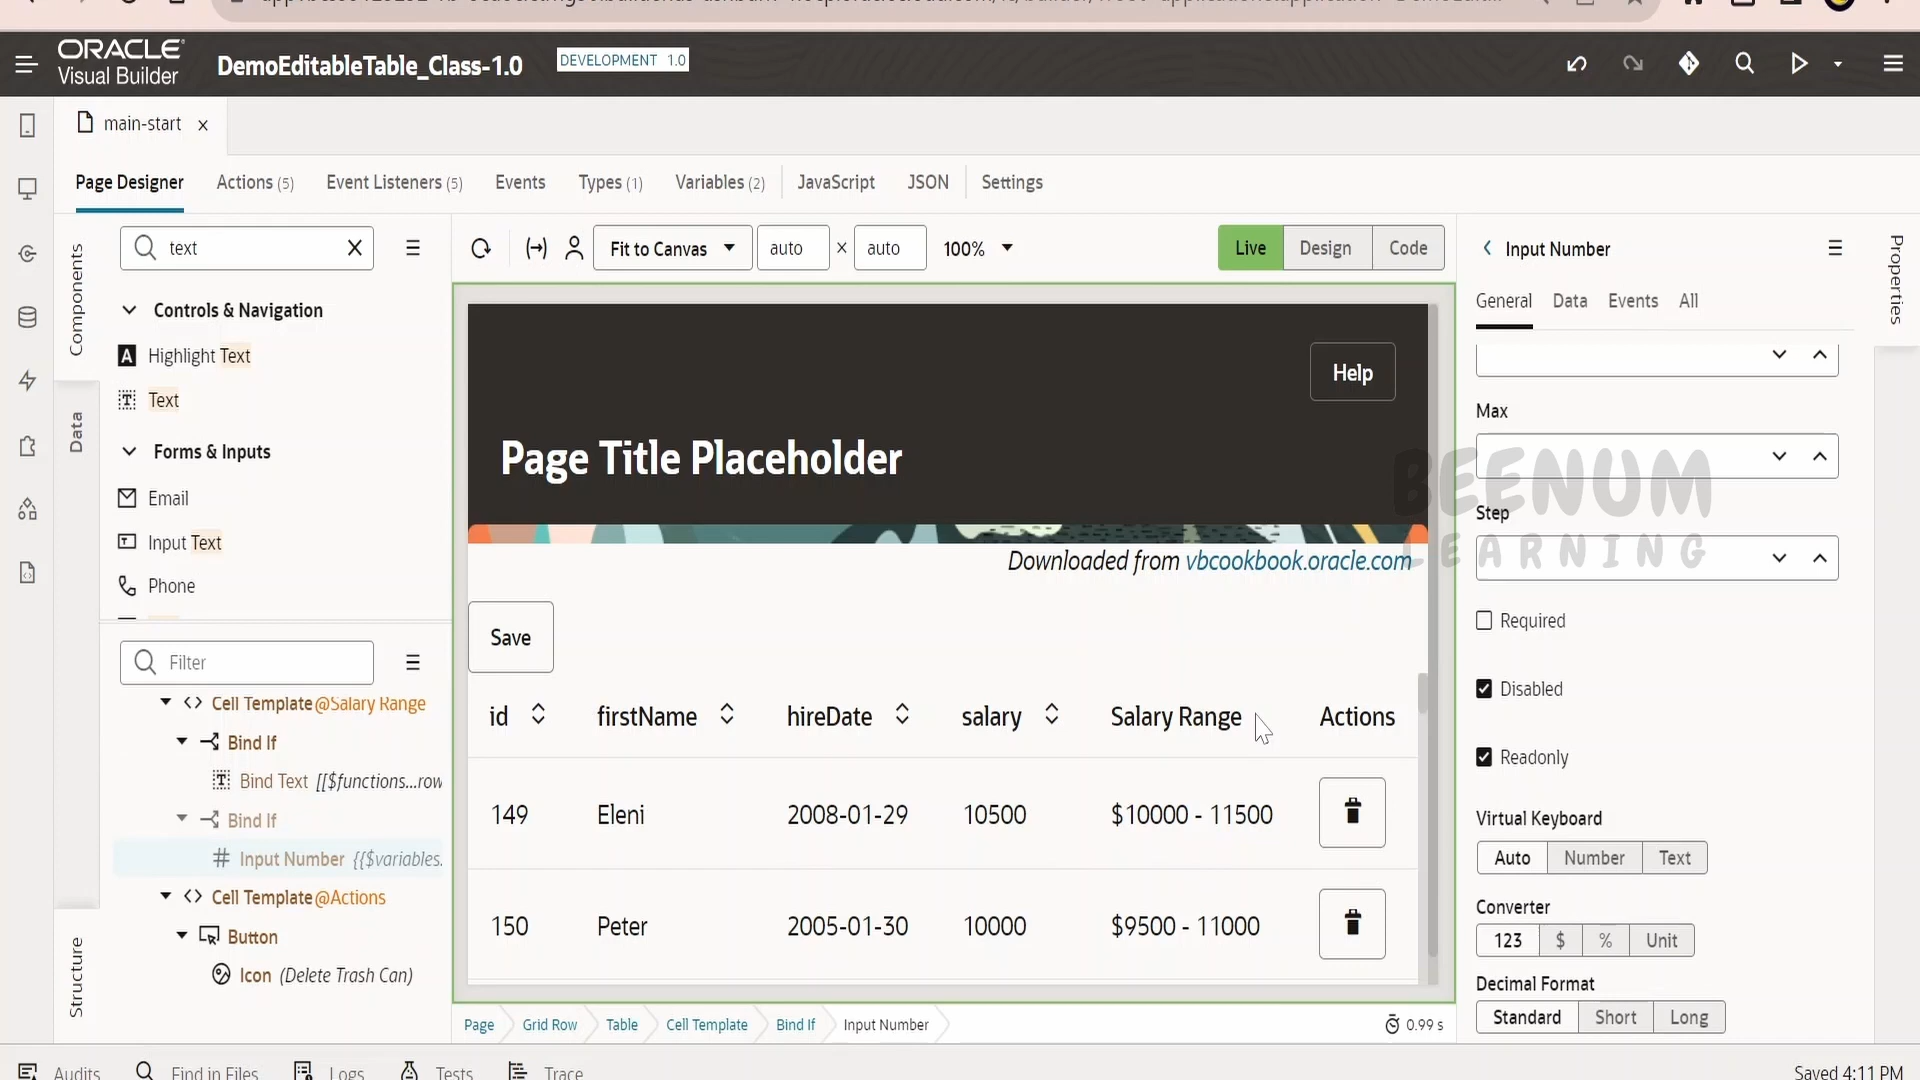 ORACLE
Visual Builder
DemoEditableTable_Class-1.0
DEVELOPMENT 1.0
main-start
Page Designer
Actions (5)
Event Listeners (5)
Events
Types (1)
Variables (2)
JavaScript
JSON
Settings
Components
Data
text
Controls & Navigation
Highlight Text
Text
Forms & Inputs
Email
Input Text
Phone
Structure
Filter
Cell Template @Salary Range
Bind If
Bind Text [[$functions...row
Bind If
Input Number {{$variables.
Cell Template @Actions
Button
Icon (Delete Trash Can)
Fit to Canvas
auto × auto
100%
Live
Design
Code
Help
Page Title Placeholder
Downloaded from vbcookbook.oracle.com
Save
id firstName hireDate salary Salary Range Actions
149 Eleni 2008-01-29 10500 $10000 - 11500
150 Peter 2005-01-30 10000 $9500 - 11000
Page
Grid Row
Table
Cell Template
Bind If
Input Number
0.99 s
Properties
Input Number
General
Data
Events
All
Max
Step
Required
Disabled
Readonly
Virtual Keyboard
Auto
Number
Text
Converter
123
$
%
Unit
Decimal Format
Standard
Short
Long
BEENUM
LEARNING
Audits
Find in Files
Logs
Tests
Trace
Saved 4:11 PM